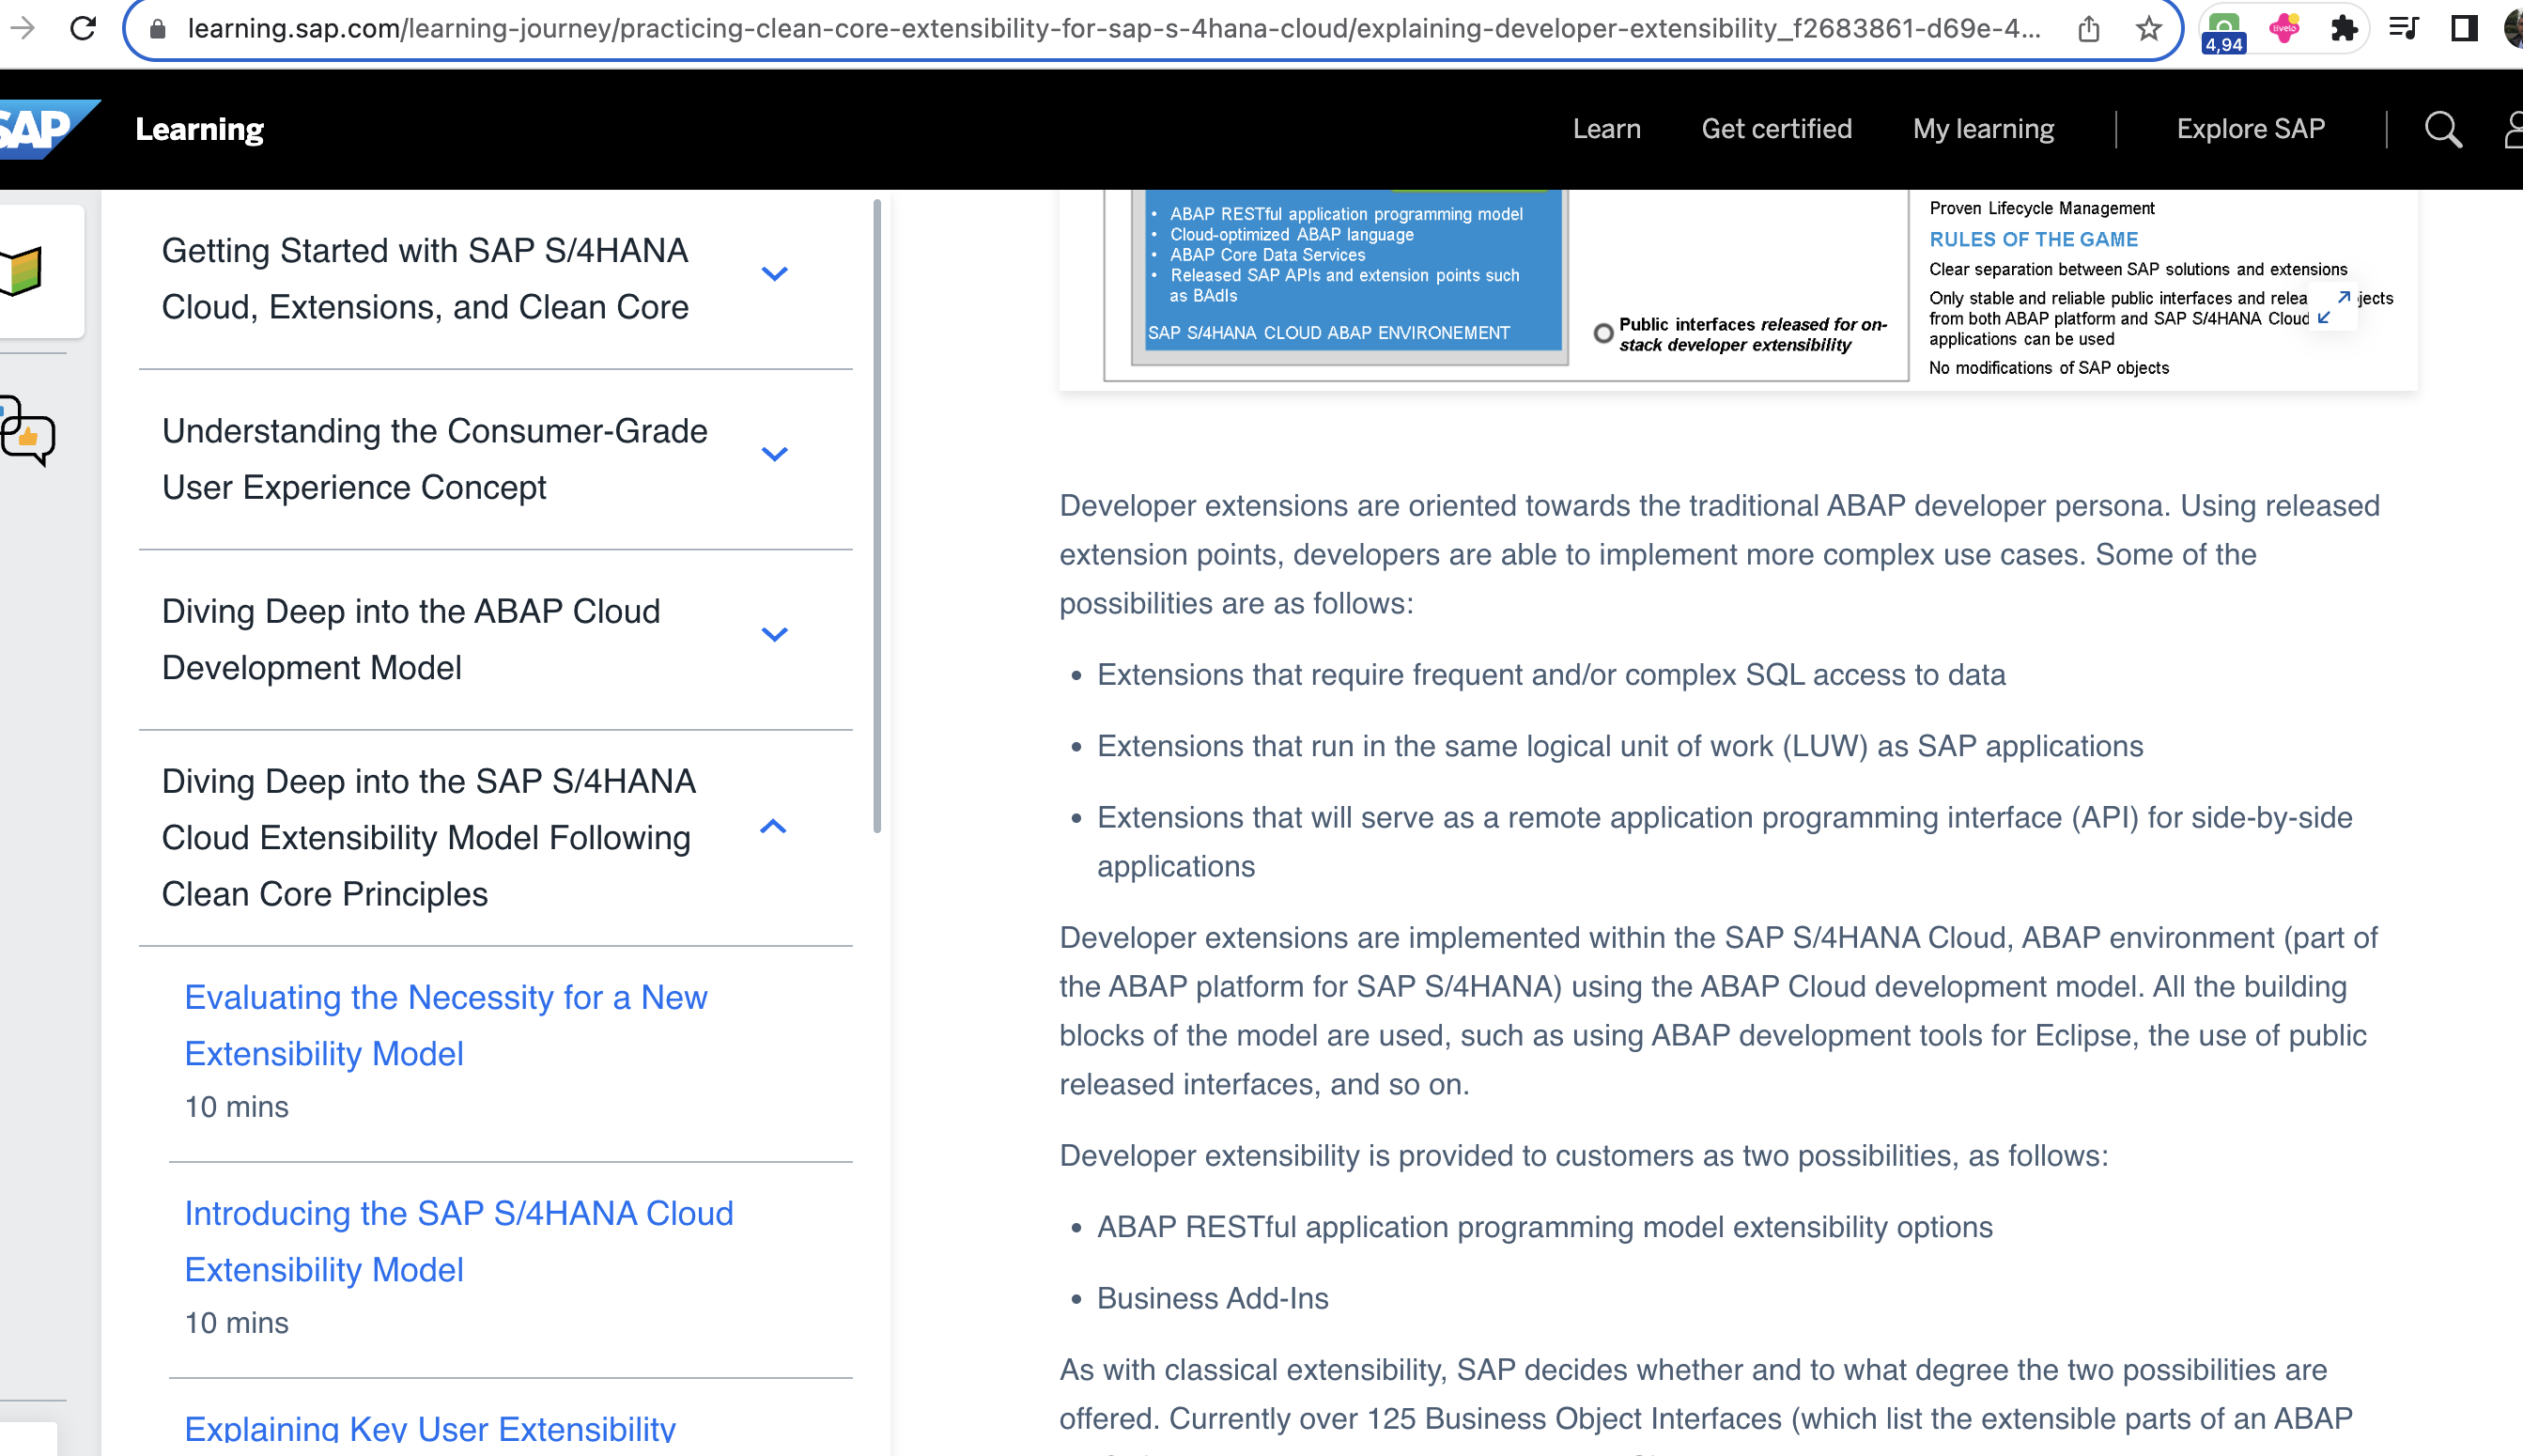 learning.sap.com/learning-journey/practicing-clean-core-extensibility-for-sap-s-4hana-cloud/explaining-developer-extensibility_f2683861-d69e-4...
4,94
livelo
SAP
Learning
Learn
Get certified
My learning
Explore SAP
Getting Started with SAP S/4HANA
Cloud, Extensions, and Clean Core
Understanding the Consumer-Grade
User Experience Concept
Diving Deep into the ABAP Cloud
Development Model
Diving Deep into the SAP S/4HANA
Cloud Extensibility Model Following
Clean Core Principles
Evaluating the Necessity for a New
Extensibility Model
10 mins
Introducing the SAP S/4HANA Cloud
Extensibility Model
10 mins
Explaining Key User Extensibility
• ABAP RESTful application programming model
• Cloud-optimized ABAP language
• ABAP Core Data Services
• Released SAP APIs and extension points such
as BAdIs
SAP S/4HANA CLOUD ABAP ENVIRONEMENT
Public interfaces released for on-
stack developer extensibility
Proven Lifecycle Management
RULES OF THE GAME
Clear separation between SAP solutions and extensions
Only stable and reliable public interfaces and relea jects
from both ABAP platform and SAP S/4HANA Cloud
applications can be used
No modifications of SAP objects
Developer extensions are oriented towards the traditional ABAP developer persona. Using released
extension points, developers are able to implement more complex use cases. Some of the
possibilities are as follows:
• Extensions that require frequent and/or complex SQL access to data
• Extensions that run in the same logical unit of work (LUW) as SAP applications
• Extensions that will serve as a remote application programming interface (API) for side-by-side
applications
Developer extensions are implemented within the SAP S/4HANA Cloud, ABAP environment (part of
the ABAP platform for SAP S/4HANA) using the ABAP Cloud development model. All the building
blocks of the model are used, such as using ABAP development tools for Eclipse, the use of public
released interfaces, and so on.
Developer extensibility is provided to customers as two possibilities, as follows:
• ABAP RESTful application programming model extensibility options
• Business Add-Ins
As with classical extensibility, SAP decides whether and to what degree the two possibilities are
offered. Currently over 125 Business Object Interfaces (which list the extensible parts of an ABAP